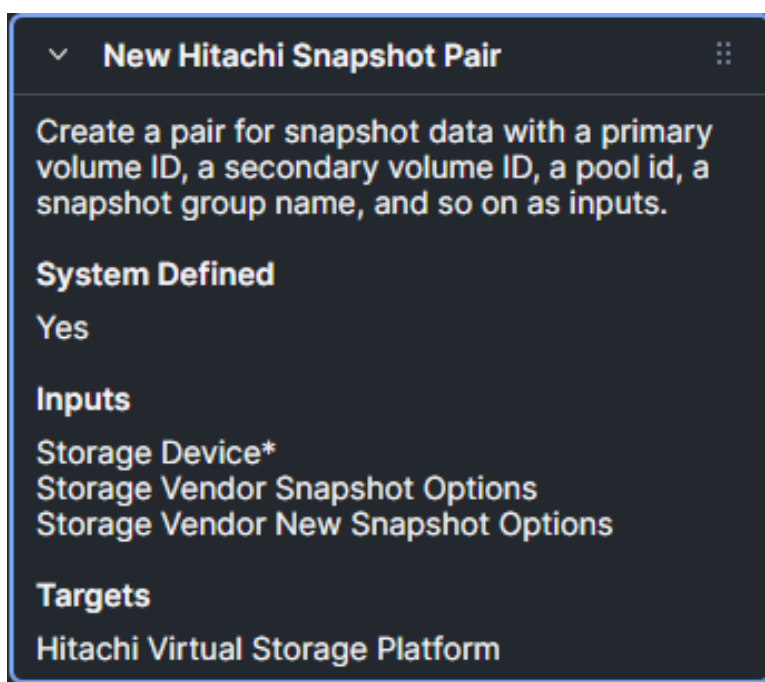 New Hitachi Snapshot Pair
Create a pair for snapshot data with a primary
volume ID, a secondary volume ID, a pool id, a
snapshot group name, and so on as inputs.
System Defined
Yes
Inputs
Storage Device*
Storage Vendor Snapshot Options
Storage Vendor New Snapshot Options
Targets
Hitachi Virtual Storage Platform